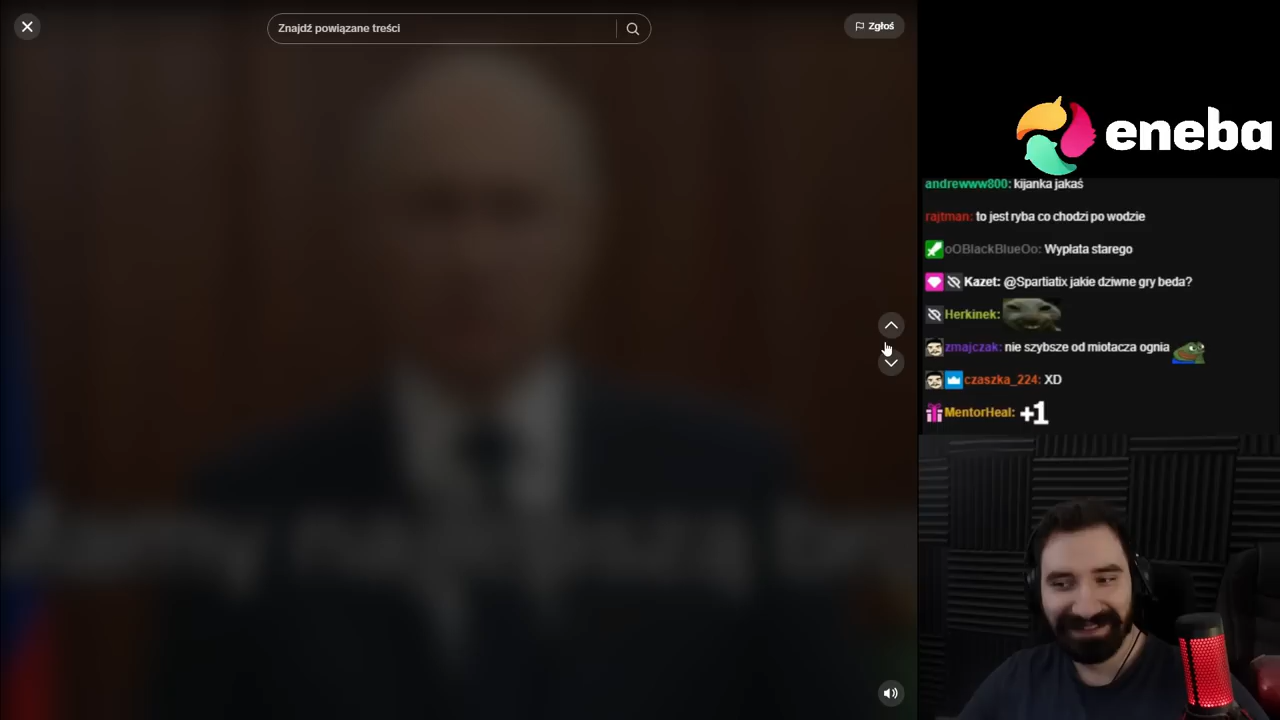 Znajdź powiązane treści
Zgłoś
eneba
andrewww800: kijanka jakaś
rajtman: to jest ryba co chodzi po wodzie
oOBlackBlueOo: Wypłata starego
Kazet: @Spartiatix jakie dziwne gry beda?
Herkinek:
zmajczak: nie szybsze od miotacza ognia
czaszka_224: XD
MentorHeal: +1